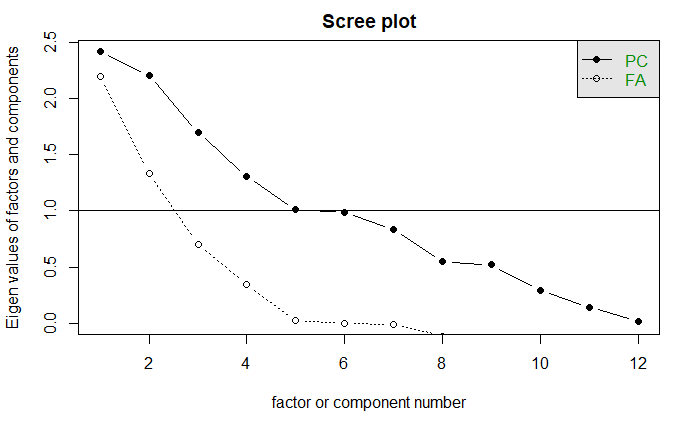 Scree plot
PC
FA
Eigen values of factors and components
2.5
2.0
1.5
1.0
0.5
0.0
2 4 6 8 10 12
factor or component number